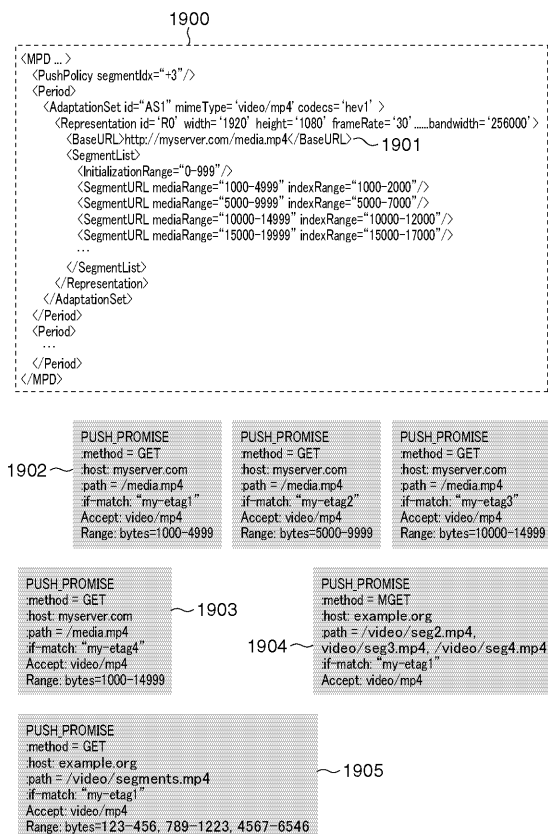 1900
<MPD ... >
<PushPolicy segmentIdx="+3"/>
<Period>
<AdaptationSet id="AS1" mimeType='video/mp4' codecs='hev1' >
<Representation id='R0' width='1920' height='1080' frameRate='30' ......bandwidth='256000'>
<BaseURL>http://myserver.com/media.mp4</BaseURL> 1901
<SegmentList>
<InitializationRange="0-999"/>
<SegmentURL mediaRange="1000-4999" indexRange="1000-2000"/>
<SegmentURL mediaRange="5000-9999" indexRange="5000-7000"/>
<SegmentURL mediaRange="10000-14999" indexRange="10000-12000"/>
<SegmentURL mediaRange="15000-19999" indexRange="15000-17000"/>
...
</SegmentList>
</Representation>
</AdaptationSet>
</Period>
<Period>
...
</Period>
</MPD>
1902
PUSH_PROMISE
:method = GET
:host: myserver.com
:path = /media.mp4
:if-match: "my-etag1"
Accept: video/mp4
Range: bytes=1000-4999
PUSH_PROMISE
:method = GET
:host: myserver.com
:path = /media.mp4
:if-match: "my-etag2"
Accept: video/mp4
Range: bytes=5000-9999
PUSH_PROMISE
:method = GET
:host: myserver.com
:path = /media.mp4
:if-match: "my-etag3"
Accept: video/mp4
Range: bytes=10000-14999
PUSH_PROMISE
:method = GET
:host: myserver.com
:path = /media.mp4
:if-match: "my-etag4"
Accept: video/mp4
Range: bytes=1000-14999
1903
1904
PUSH_PROMISE
:method = MGET
:host: example.org
:path = /video/seg2.mp4,
video/seg3.mp4, /video/seg4.mp4
:if-match: "my-etag1"
Accept: video/mp4
PUSH_PROMISE
:method = GET
:host: example.org
:path = /video/segments.mp4
:if-match: "my-etag1"
Accept: video/mp4
Range: bytes=123-456, 789-1223, 4567-6546
1905